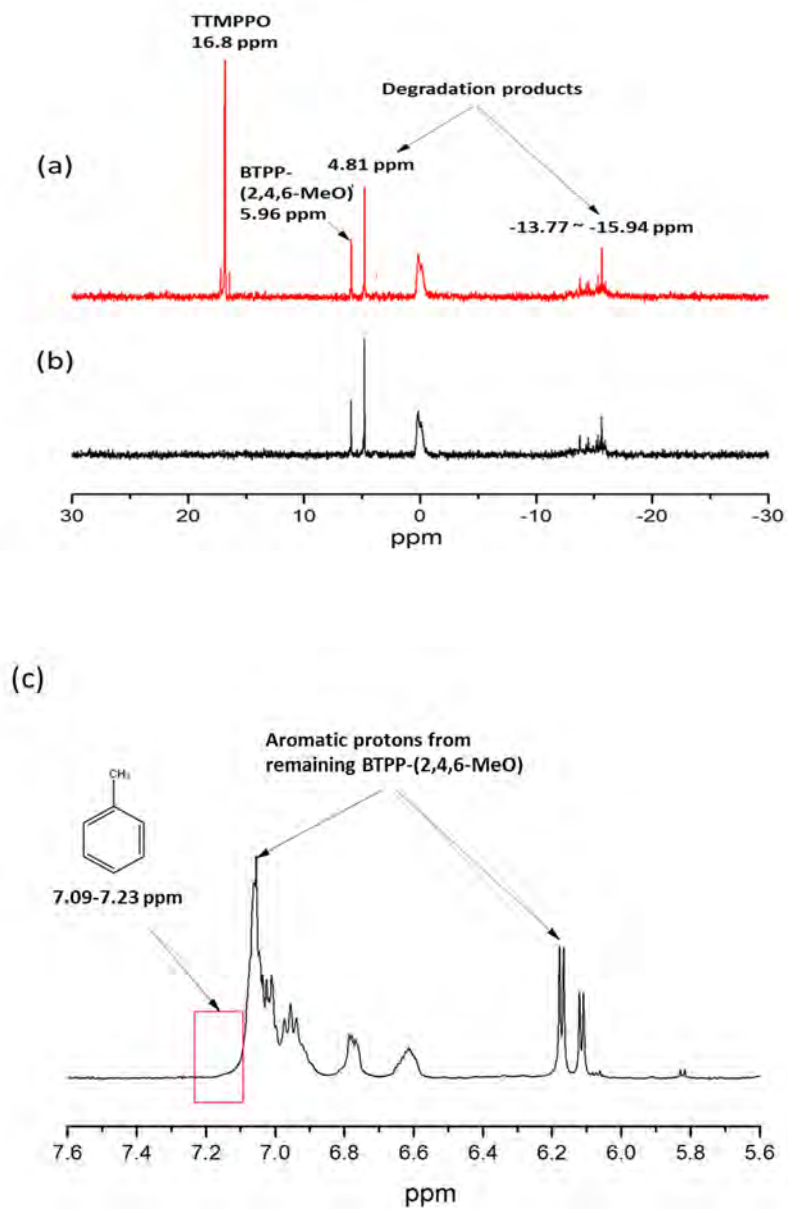 TTMPPO
16.8 ppm
Degradation products
(a)
BTPP-
(2,4,6-MeO)
5.96 ppm
4.81 ppm
-13.77 ~ -15.94 ppm
(b)
30 20 10 0 -10 -20 -30
ppm
(c)
Aromatic protons from
remaining BTPP-(2,4,6-MeO)
CH₃
7.09-7.23 ppm
7.6 7.4 7.2 7.0 6.8 6.6 6.4 6.2 6.0 5.8 5.6
ppm